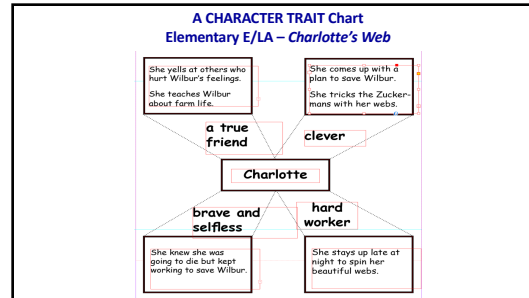 A CHARACTER TRAIT Chart
Elementary E/LA – Charlotte's Web
She yells at others who
hurt Wilbur's feelings.
She teaches Wilbur
about farm life.
She comes up with a
plan to save Wilbur.
She tricks the Zucker-
mans with her webs.
a true
friend
clever
Charlotte
brave and
selfless
hard
worker
She knew she was
going to die but kept
working to save Wilbur.
She stays up late at
night to spin her
beautiful webs.